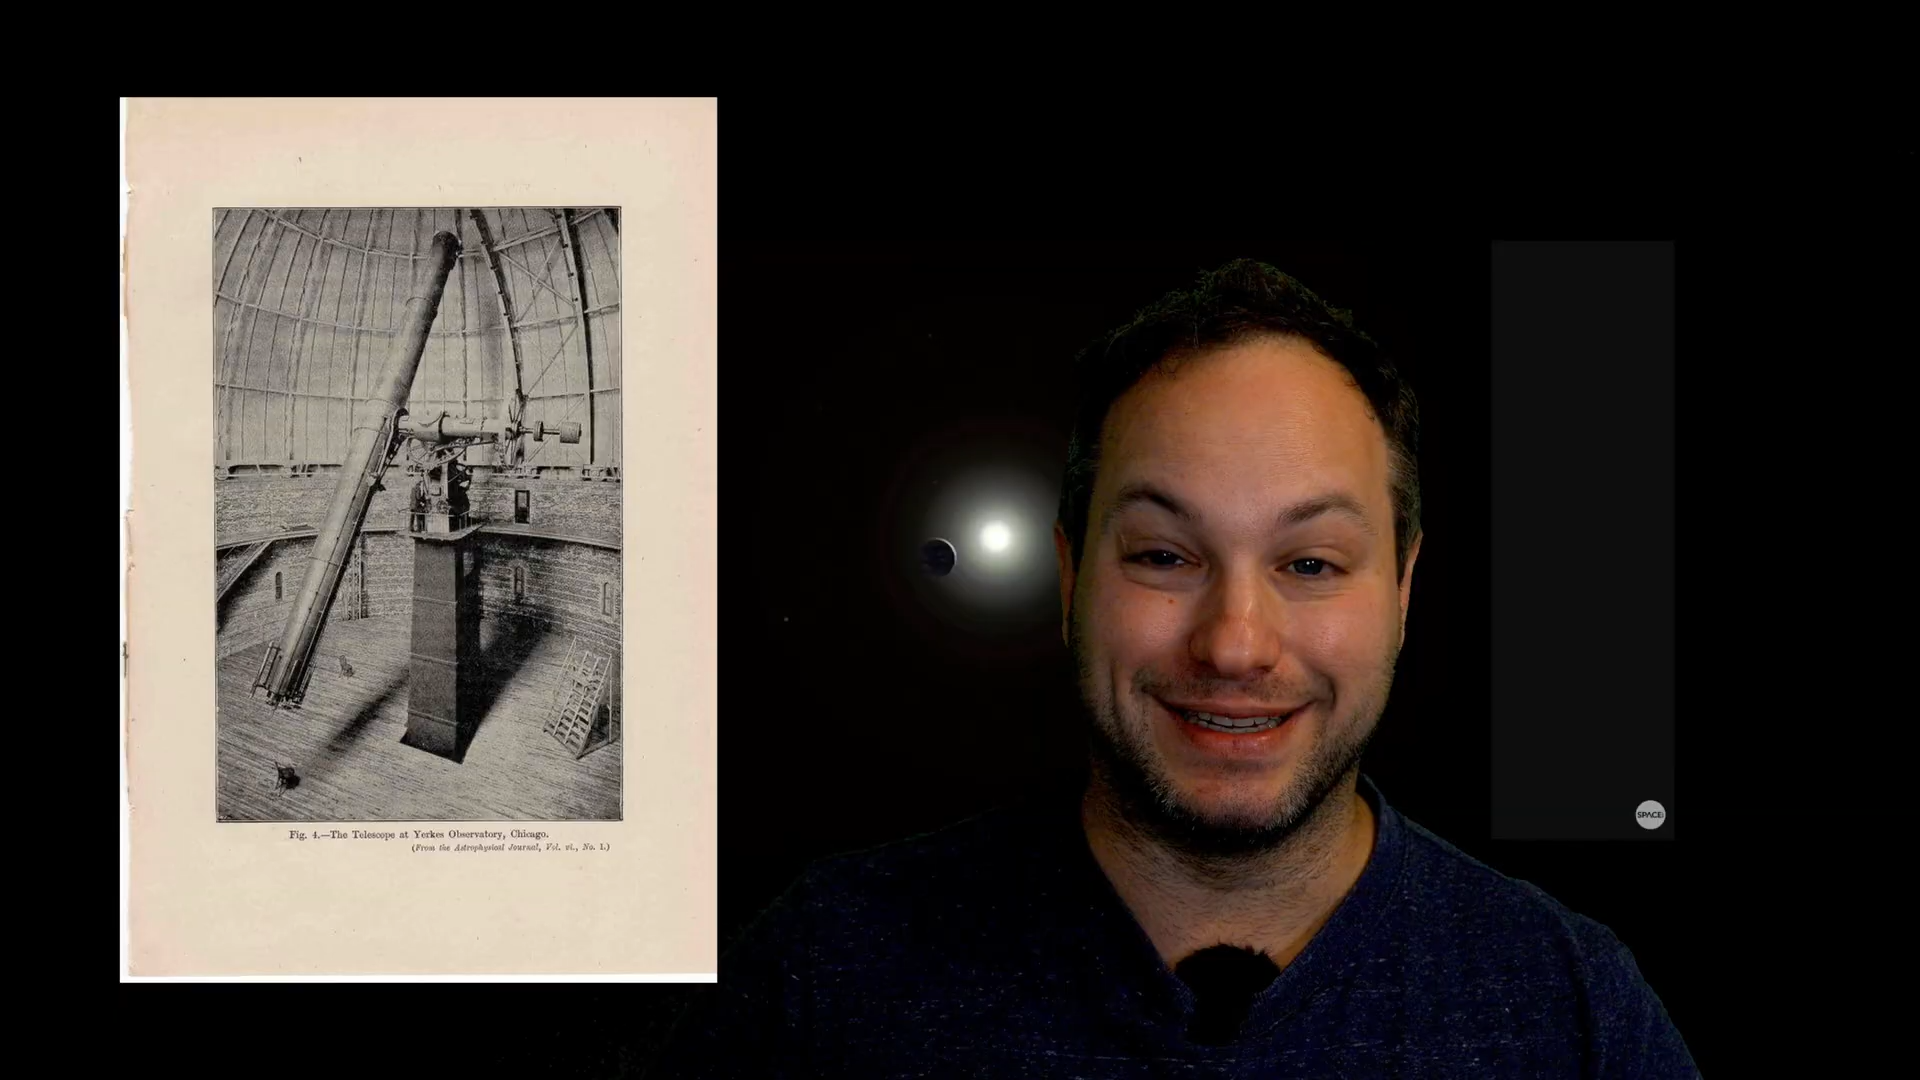 Fig. 4.—The Telescope at Yerkes Observatory, Chicago.
(From the Astrophysical Journal, Vol. vi., No. 1.)
SPACE